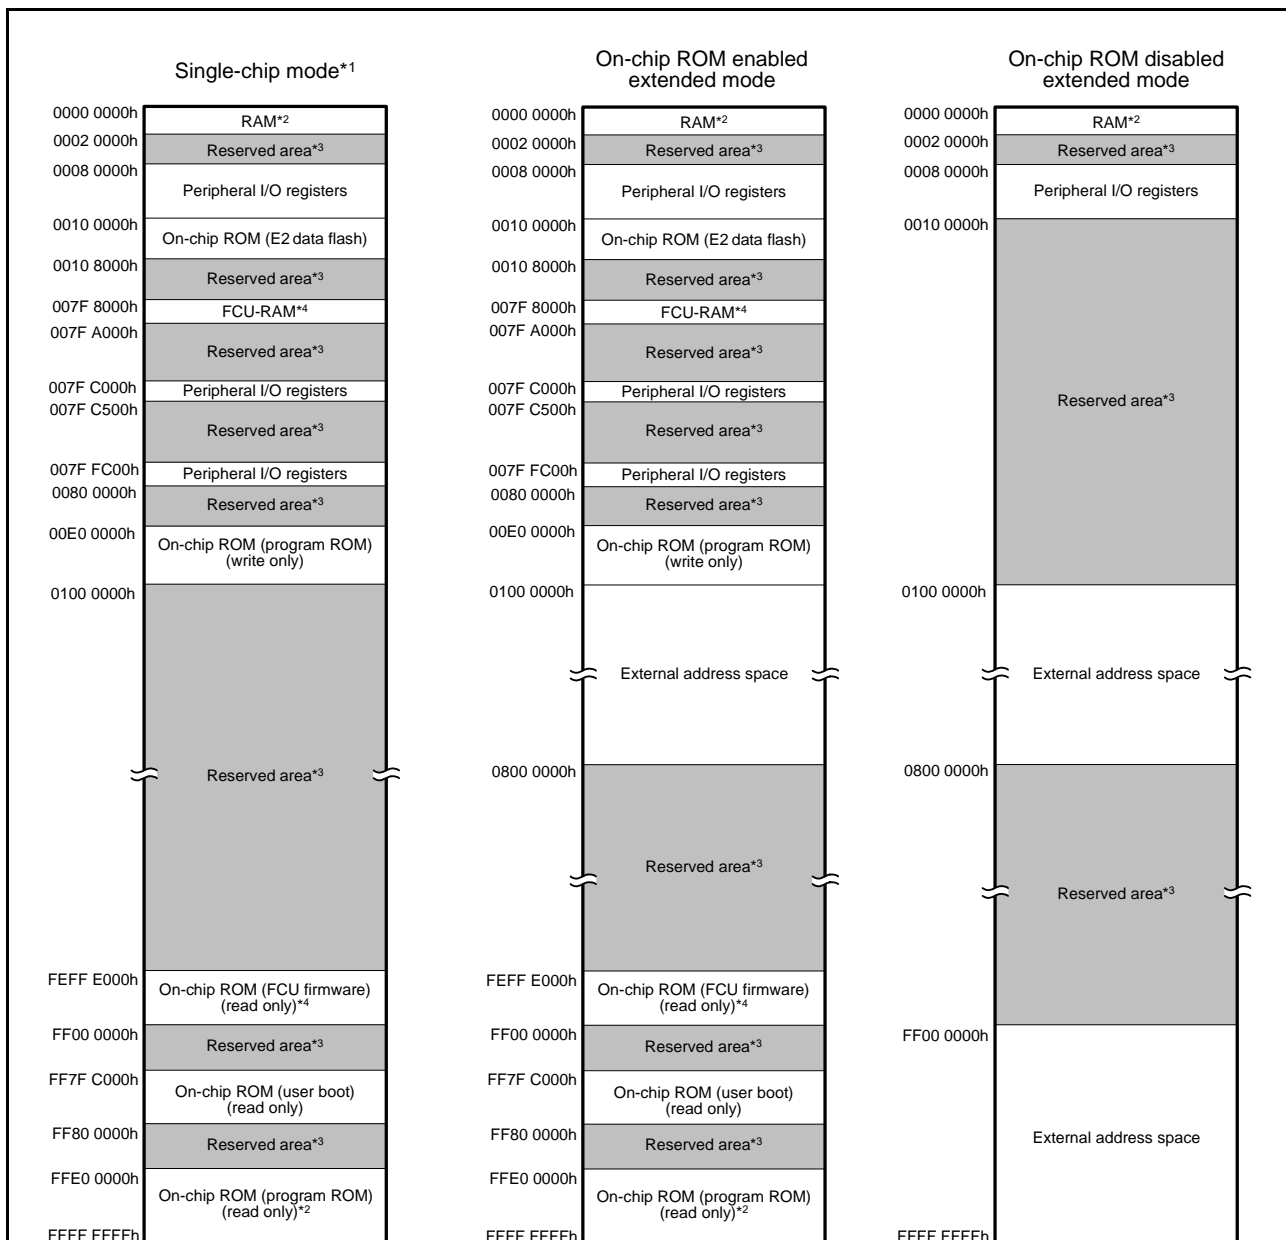 Single-chip mode*1
0000 0000h
RAM*2
0002 0000h
Reserved area*3
0008 0000h
Peripheral I/O registers
0010 0000h
On-chip ROM (E2 data flash)
0010 8000h
Reserved area*3
007F 8000h
FCU-RAM*4
007F A000h
Reserved area*3
007F C000h
Peripheral I/O registers
007F C500h
Reserved area*3
007F FC00h
Peripheral I/O registers
0080 0000h
Reserved area*3
00E0 0000h
On-chip ROM (program ROM)
(write only)
0100 0000h
Reserved area*3
FEFF E000h
On-chip ROM (FCU firmware)
(read only)*4
FF00 0000h
Reserved area*3
FF7F C000h
On-chip ROM (user boot)
(read only)
FF80 0000h
Reserved area*3
FFE0 0000h
On-chip ROM (program ROM)
(read only)*2
FFFF FFFFh
On-chip ROM enabled
extended mode
0000 0000h
RAM*2
0002 0000h
Reserved area*3
0008 0000h
Peripheral I/O registers
0010 0000h
On-chip ROM (E2 data flash)
0010 8000h
Reserved area*3
007F 8000h
FCU-RAM*4
007F A000h
Reserved area*3
007F C000h
Peripheral I/O registers
007F C500h
Reserved area*3
007F FC00h
Peripheral I/O registers
0080 0000h
Reserved area*3
00E0 0000h
On-chip ROM (program ROM)
(write only)
0100 0000h
External address space
0800 0000h
Reserved area*3
FEFF E000h
On-chip ROM (FCU firmware)
(read only)*4
FF00 0000h
Reserved area*3
FF7F C000h
On-chip ROM (user boot)
(read only)
FF80 0000h
Reserved area*3
FFE0 0000h
On-chip ROM (program ROM)
(read only)*2
FFFF FFFFh
On-chip ROM disabled
extended mode
0000 0000h
RAM*2
0002 0000h
Reserved area*3
0008 0000h
Peripheral I/O registers
0010 0000h
Reserved area*3
0100 0000h
External address space
0800 0000h
Reserved area*3
FF00 0000h
External address space
FFFF FFFFh